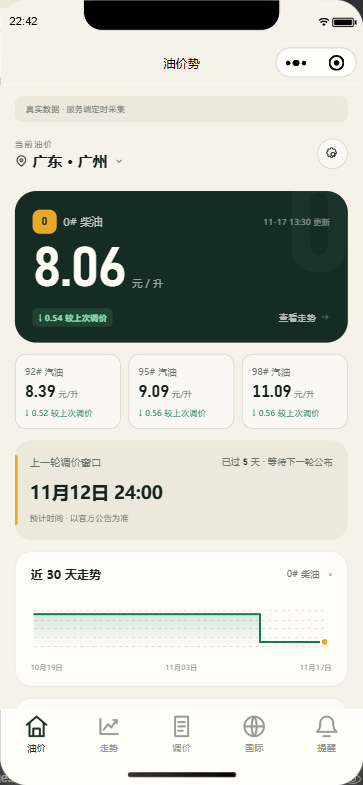 22:42
油价势
真实数据 · 服务端定时采集
当前油价
广东 • 广州
0 0# 柴油 11-17 13:30 更新
8.06 元 / 升
↓ 0.54 较上次调价 查看走势 →
92# 汽油 95# 汽油 98# 汽油
8.39 元/升 9.09 元/升 11.09 元/升
↓ 0.52 较上次调价 ↓ 0.56 较上次调价 ↓ 0.56 较上次调价
上一轮调价窗口 已过 5 天 · 等待下一轮公布
11月12日 24:00
预计时间 · 以官方公告为准
近 30 天走势 0# 柴油 ›
10月19日 11月03日 11月17日
油价 走势 调价 国际 提醒